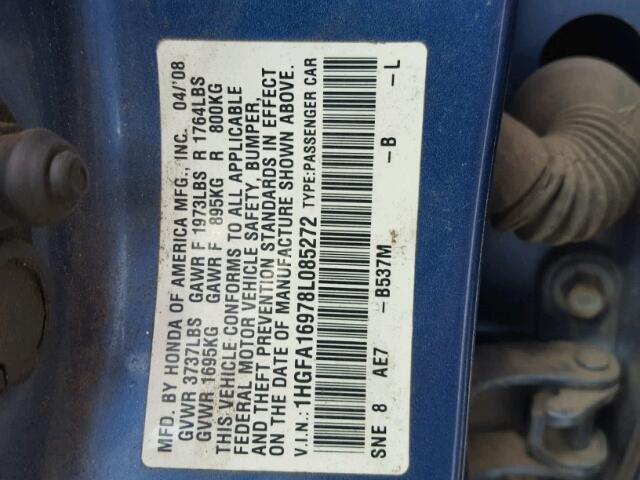 MFD. BY HONDA OF AMERICA MFG., INC. 04/'08
GVWR 3737LBS GAWR F 1973LBS R 1764LBS
GVWR 1695KG GAWR F 895KG R 800KG
THIS VEHICLE CONFORMS TO ALL APPLICABLE
FEDERAL MOTOR VEHICLE SAFETY, BUMPER,
AND THEFT PREVENTION STANDARDS IN EFFECT
ON THE DATE OF MANUFACTURE SHOWN ABOVE.
V.I.N.: 1HGFA16978L085272 TYPE:PASSENGER CAR
SNE 8 AE7 -B537M -B -L